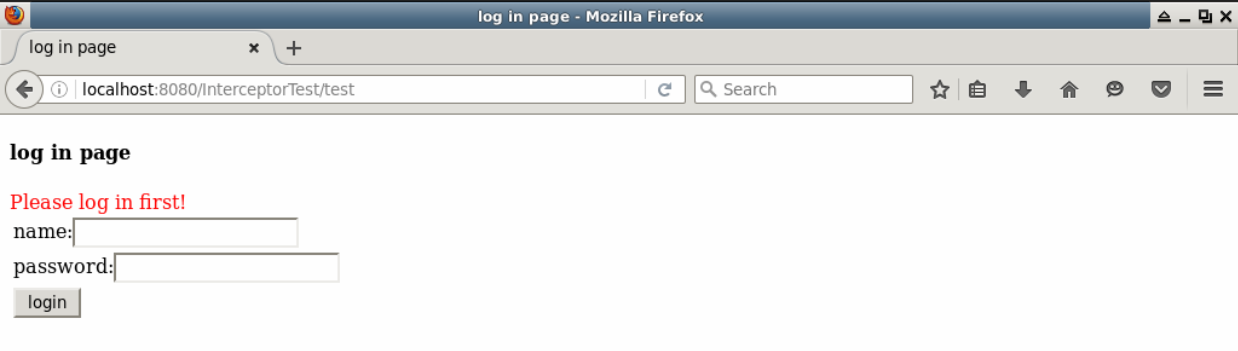 log in page - Mozilla Firefox
log in page
localhost:8080/InterceptorTest/test
Search
log in page
Please log in first!
name:
password:
login